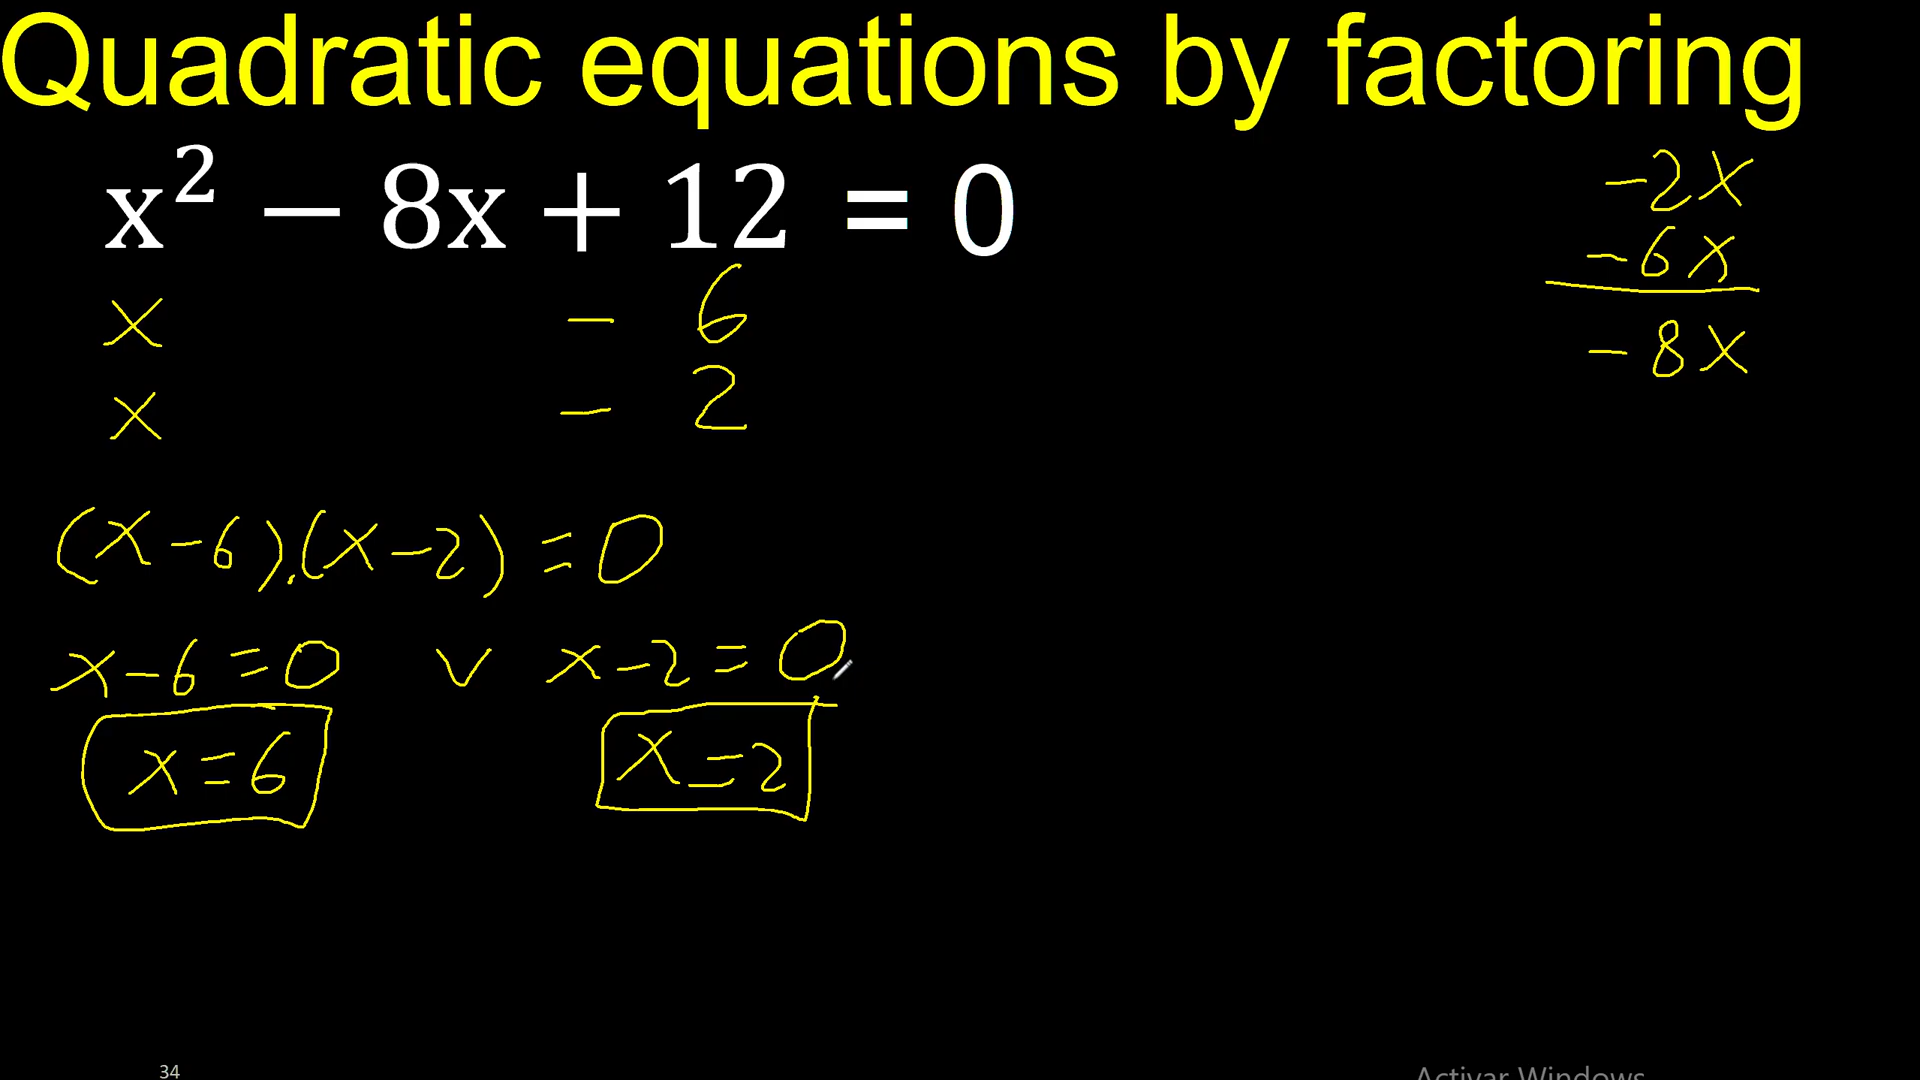 Quadratic equations by factoring
x² − 8x + 12 = 0
x − 6
x − 2
-2x
-6x
-8x
(x-6).(x-2)=0
x-6=0 v x-2=0
x=6
x=2
34
Activar Windows